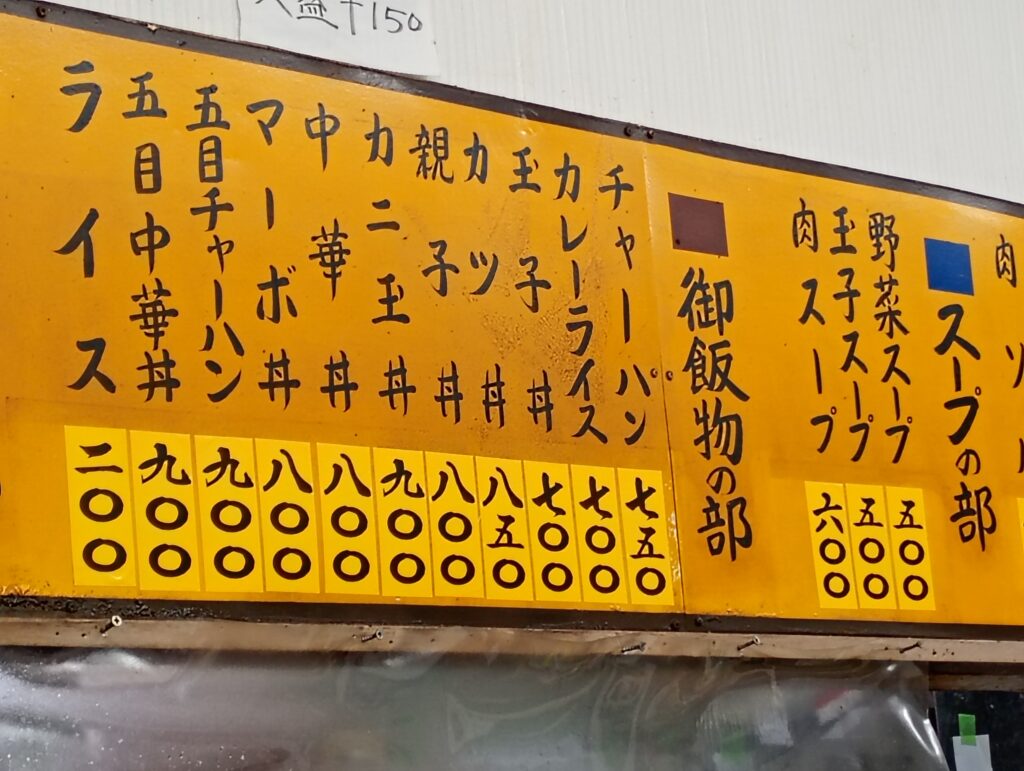 大盛+150
スープの部
野菜スープ 五〇〇
玉子スープ 五〇〇
肉スープ 六〇〇
御飯物の部
チャーハン 七五〇
カレーライス 七〇〇
玉子丼 七〇〇
カツ丼 八五〇
親子丼 八〇〇
カニ玉丼 九〇〇
中華丼 八〇〇
マーボ丼 八〇〇
五目チャーハン 九〇〇
五目中華丼 九〇〇
ライス 二〇〇